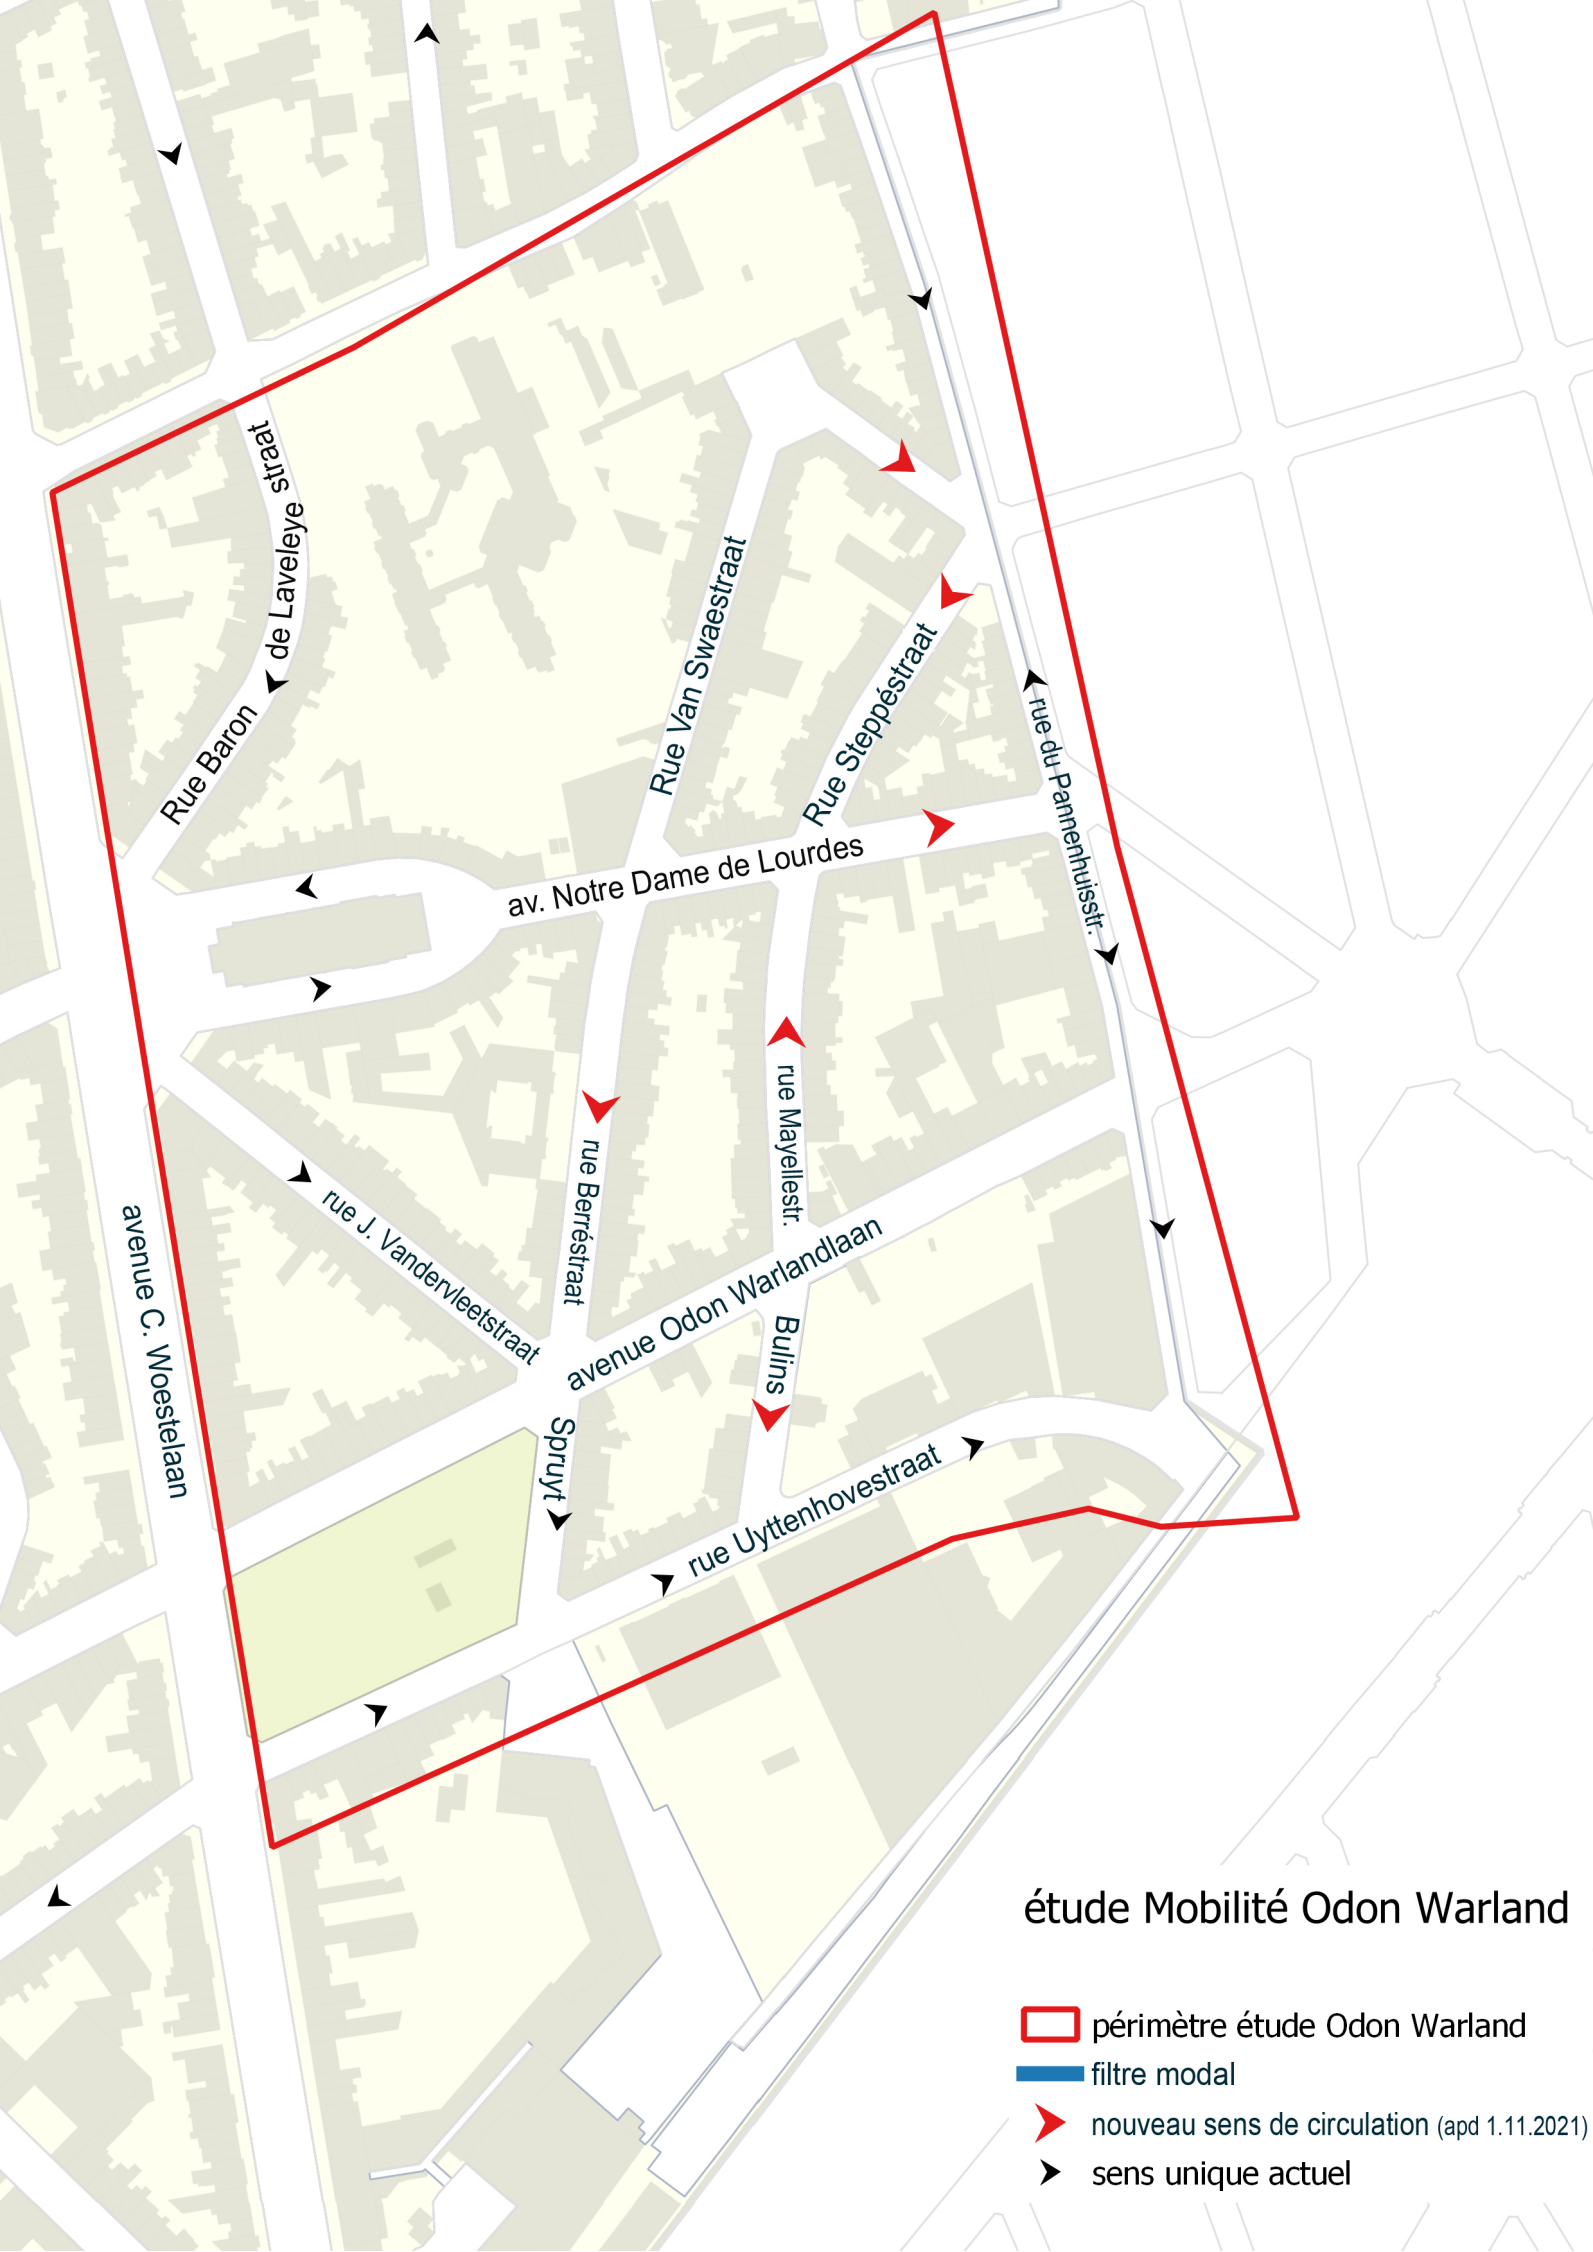 Rue Baron
de Laveleye straat
Rue Van Swaestraat
Rue Steppéstraat
rue du Pannenhuisstr.
av. Notre Dame de Lourdes
rue Mayellestr.
rue Berréstraat
rue J. Vandervleetstraat
avenue C. Woestelaan
avenue Odon Warlandlaan
Bulins
Spruyt
rue Uyttenhovestraat
étude Mobilité Odon Warland
périmètre étude Odon Warland
filtre modal
nouveau sens de circulation (apd 1.11.2021)
sens unique actuel